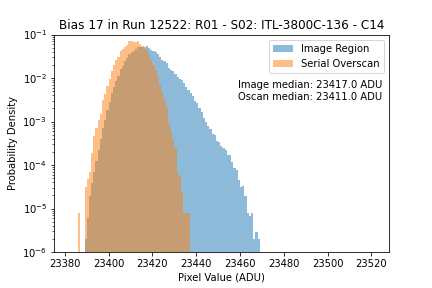 Bias 17 in Run 12522: R01 - S02: ITL-3800C-136 - C14
Image Region
Serial Overscan
Image median: 23417.0 ADU
Oscan median: 23411.0 ADU
Probability Density
10⁻¹
10⁻²
10⁻³
10⁻⁴
10⁻⁵
10⁻⁶
23380 23400 23420 23440 23460 23480 23500 23520
Pixel Value (ADU)